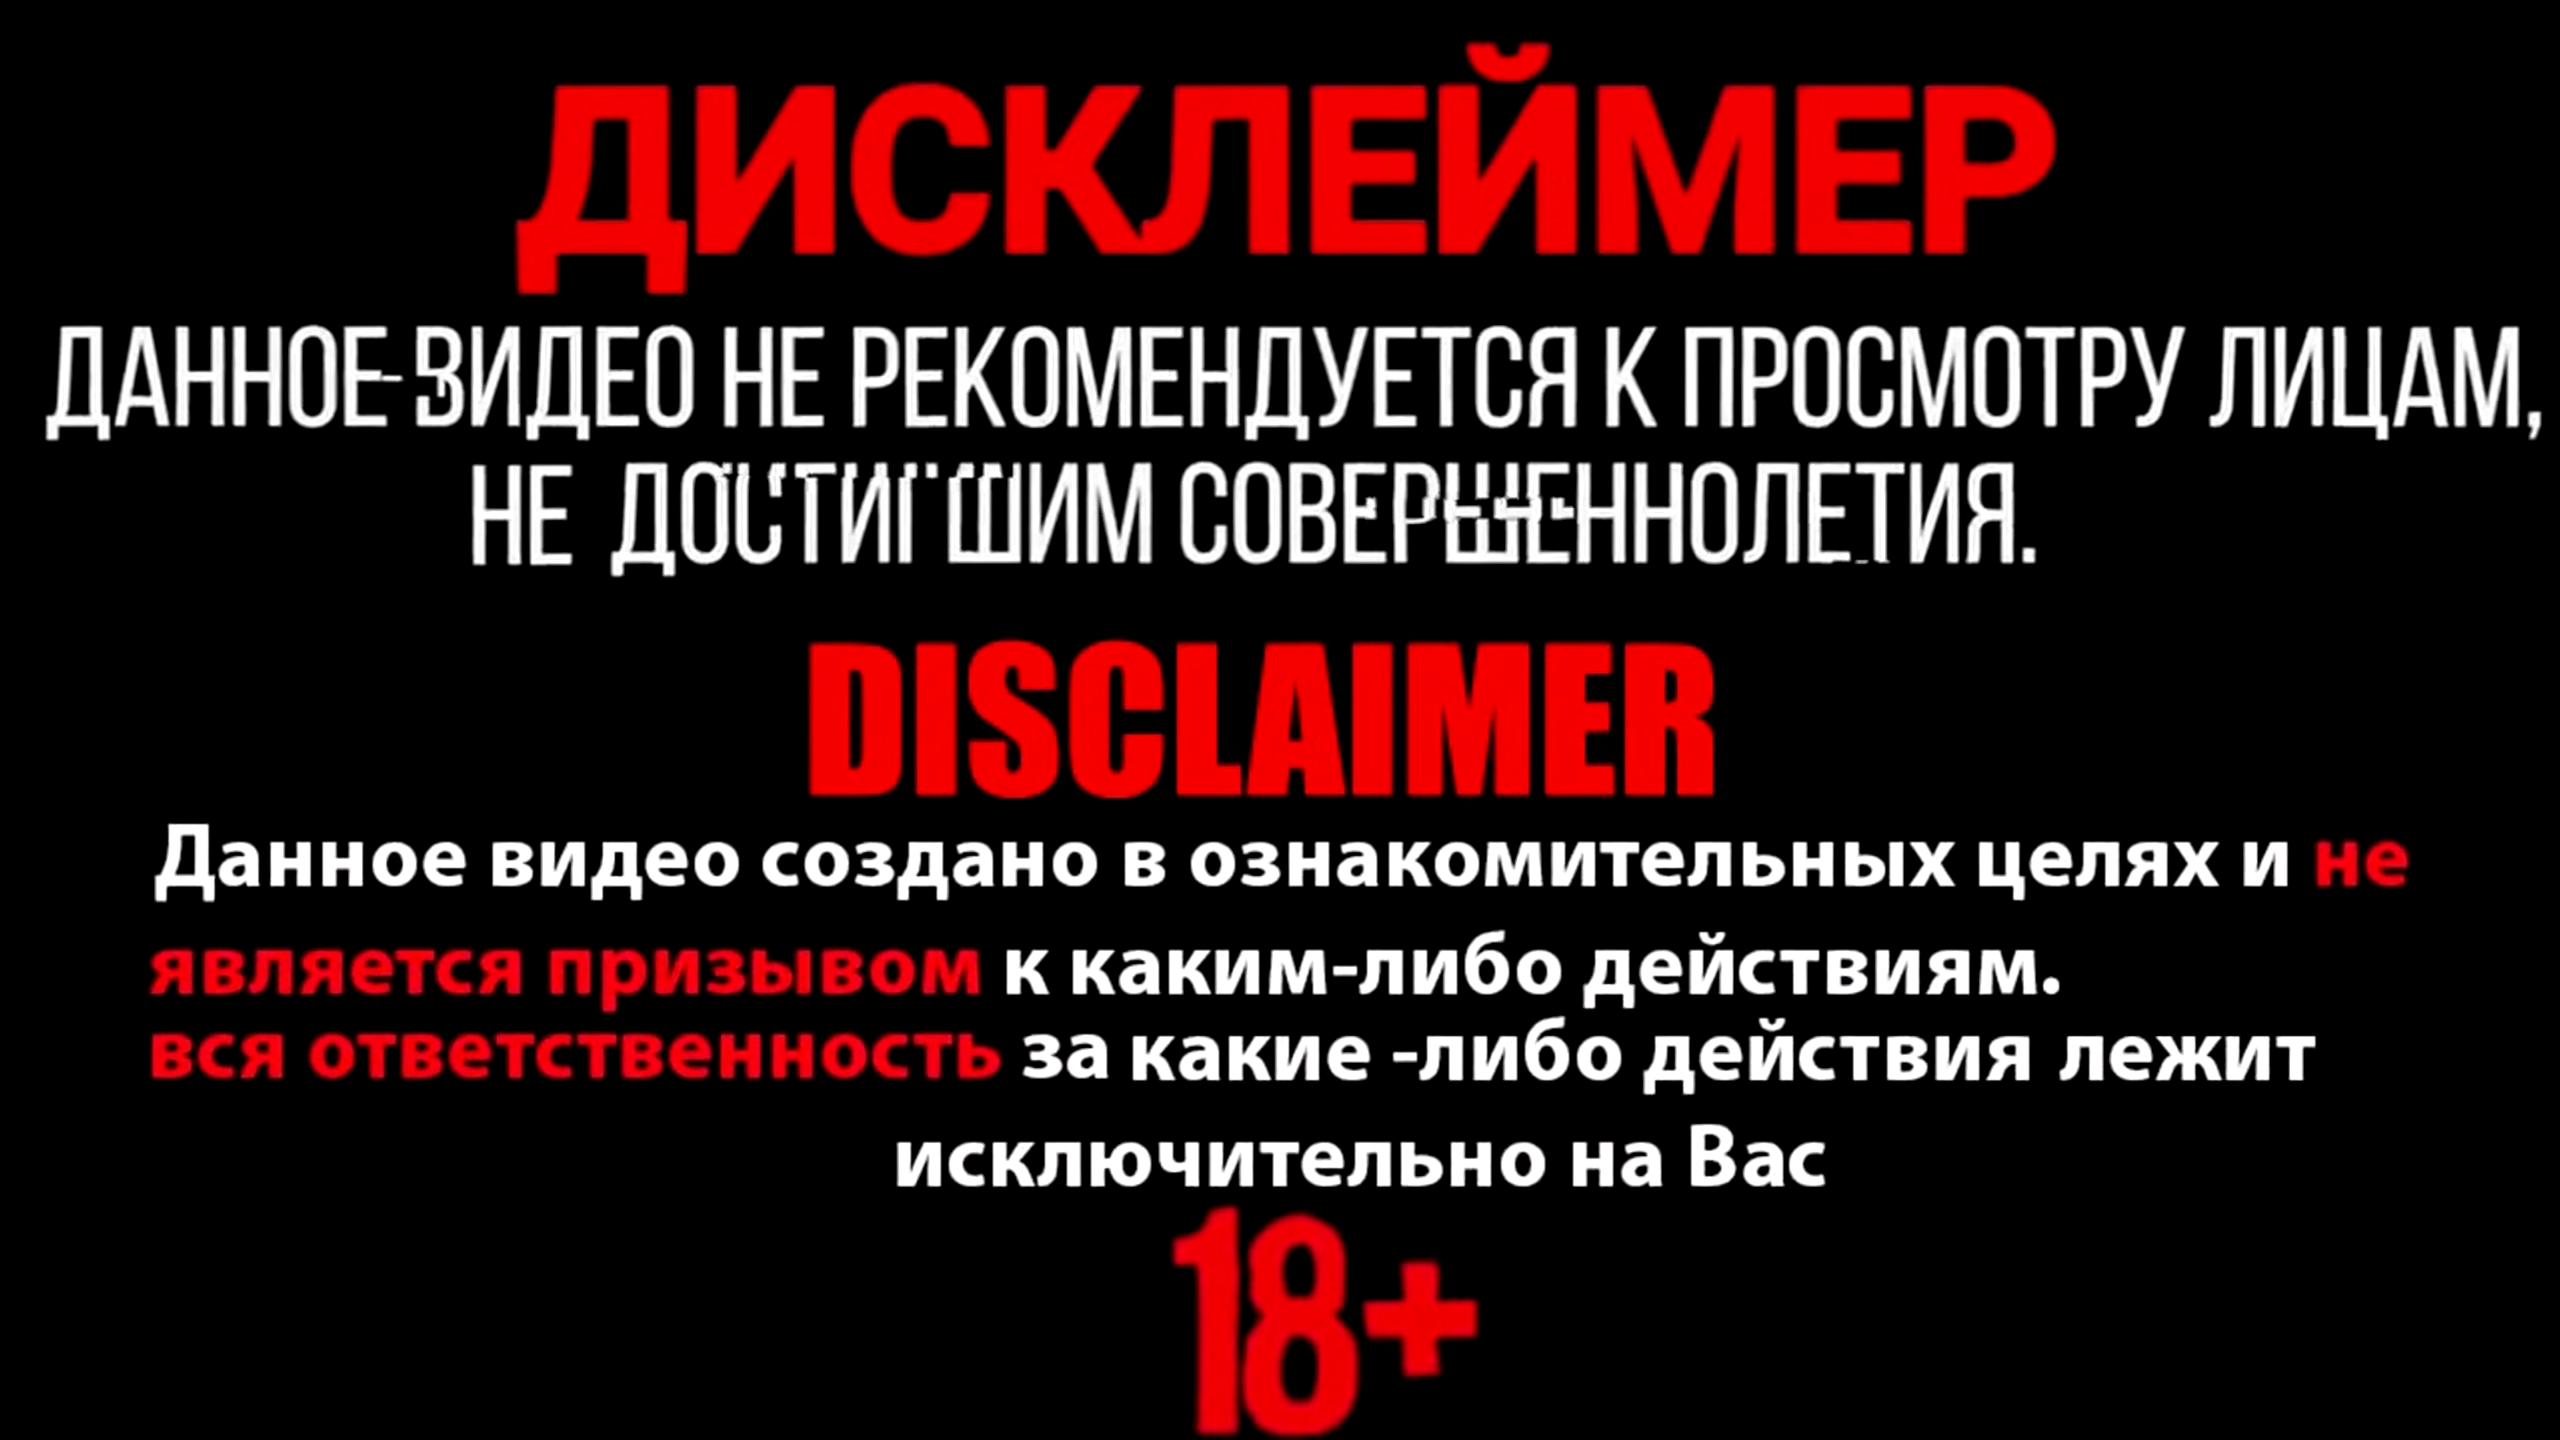 ДИСКЛЕЙМЕР
ДАННОЕ ВИДЕО НЕ РЕКОМЕНДУЕТСЯ К ПРОСМОТРУ ЛИЦАМ,
НЕ ДОСТИГШИМ СОВЕРШЕННОЛЕТИЯ.
DISCLAIMER
Данное видео создано в ознакомительных целях и не
является призывом к каким-либо действиям.
вся ответственность за какие -либо действия лежит
исключительно на Вас
18+